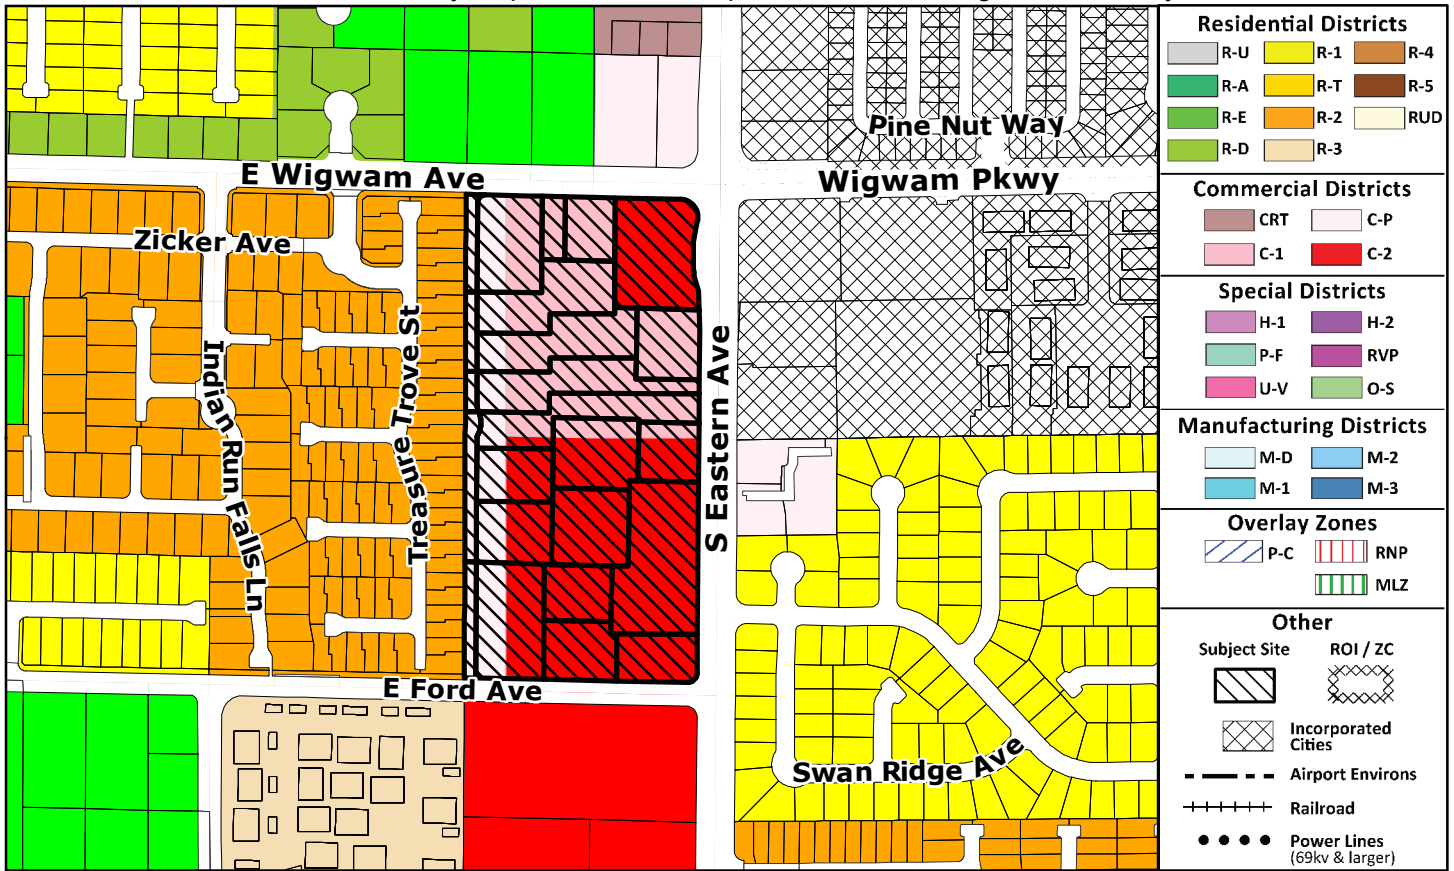 Pine Nut Way
E Wigwam Ave
Wigwam Pkwy
Zicker Ave
Indian Run Falls Ln
Treasure Trove St
S Eastern Ave
E Ford Ave
Swan Ridge Ave
Residential Districts
R-U
R-1
R-4
R-A
R-T
R-5
R-E
R-2
RUD
R-D
R-3
Commercial Districts
CRT
C-P
C-1
C-2
Special Districts
H-1
H-2
P-F
RVP
U-V
O-S
Manufacturing Districts
M-D
M-2
M-1
M-3
Overlay Zones
P-C
RNP
MLZ
Other
Subject Site
ROI / ZC
Incorporated
Cities
Airport Environs
Railroad
Power Lines
(69kv & larger)